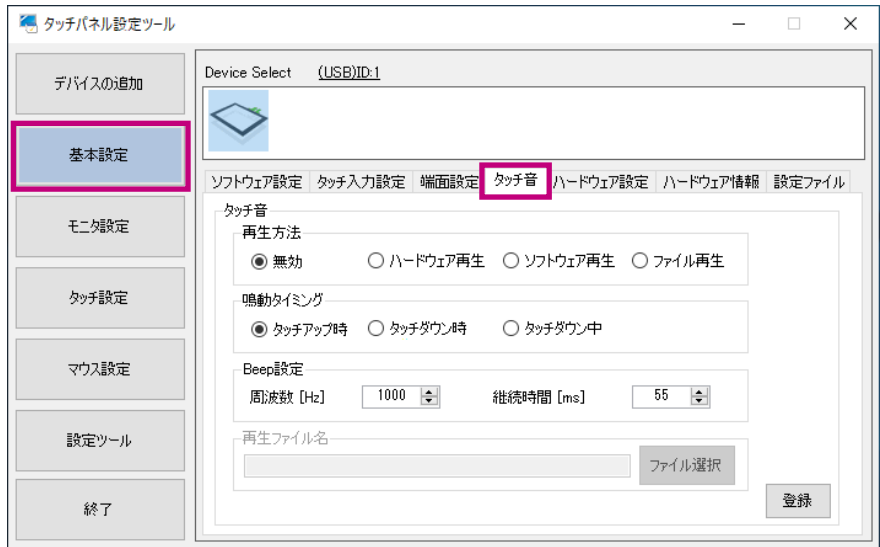 タッチパネル設定ツール
デバイスの追加
基本設定
モニタ設定
タッチ設定
マウス設定
設定ツール
終了
Device Select (USB)ID:1
ソフトウェア設定 タッチ入力設定 端面設定 タッチ音 ハードウェア設定 ハードウェア情報 設定ファイル
タッチ音
再生方法
無効 ハードウェア再生 ソフトウェア再生 ファイル再生
鳴動タイミング
タッチアップ時 タッチダウン時 タッチダウン中
Beep設定
周波数 [Hz] 1000 継続時間 [ms] 55
再生ファイル名
ファイル選択
登録